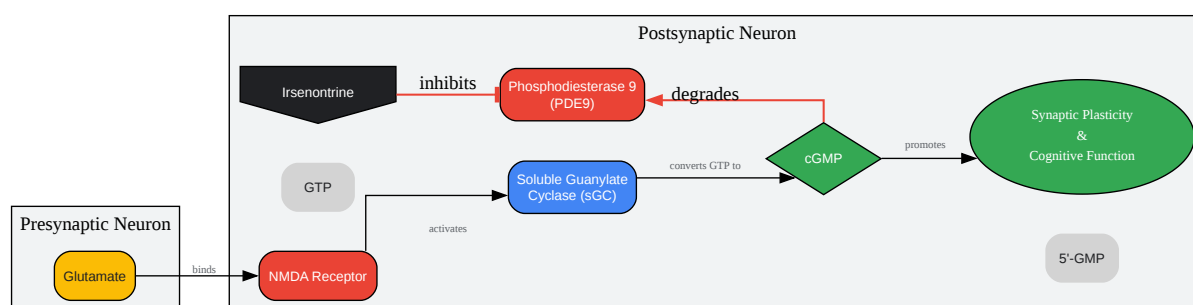 Postsynaptic Neuron
Irsenontrine
inhibits
Phosphodiesterase 9
(PDE9)
degrades
Synaptic Plasticity
&
Cognitive Function
cGMP
promotes
GTP
Soluble Guanylate
Cyclase (sGC)
converts GTP to
activates
Presynaptic Neuron
Glutamate
binds
NMDA Receptor
5'-GMP